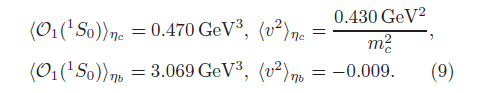 ⟨𝒪₁(¹S₀)⟩_{η_c} = 0.470 GeV³, ⟨v²⟩_{η_c} = \frac{0.430 GeV²}{m_c²},
⟨𝒪₁(¹S₀)⟩_{η_b} = 3.069 GeV³, ⟨v²⟩_{η_b} = −0.009. (9)